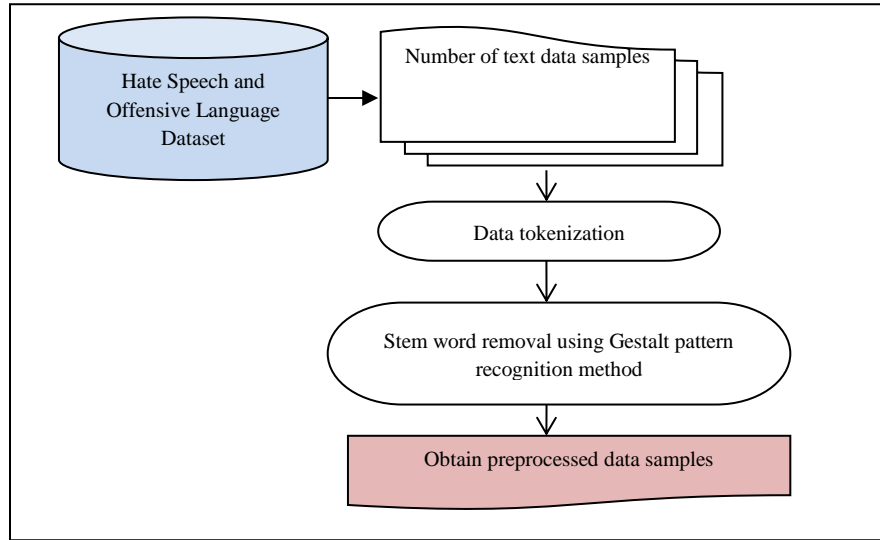 Hate Speech and
Offensive Language
Dataset
Number of text data samples
Data tokenization
Stem word removal using Gestalt pattern
recognition method
Obtain preprocessed data samples